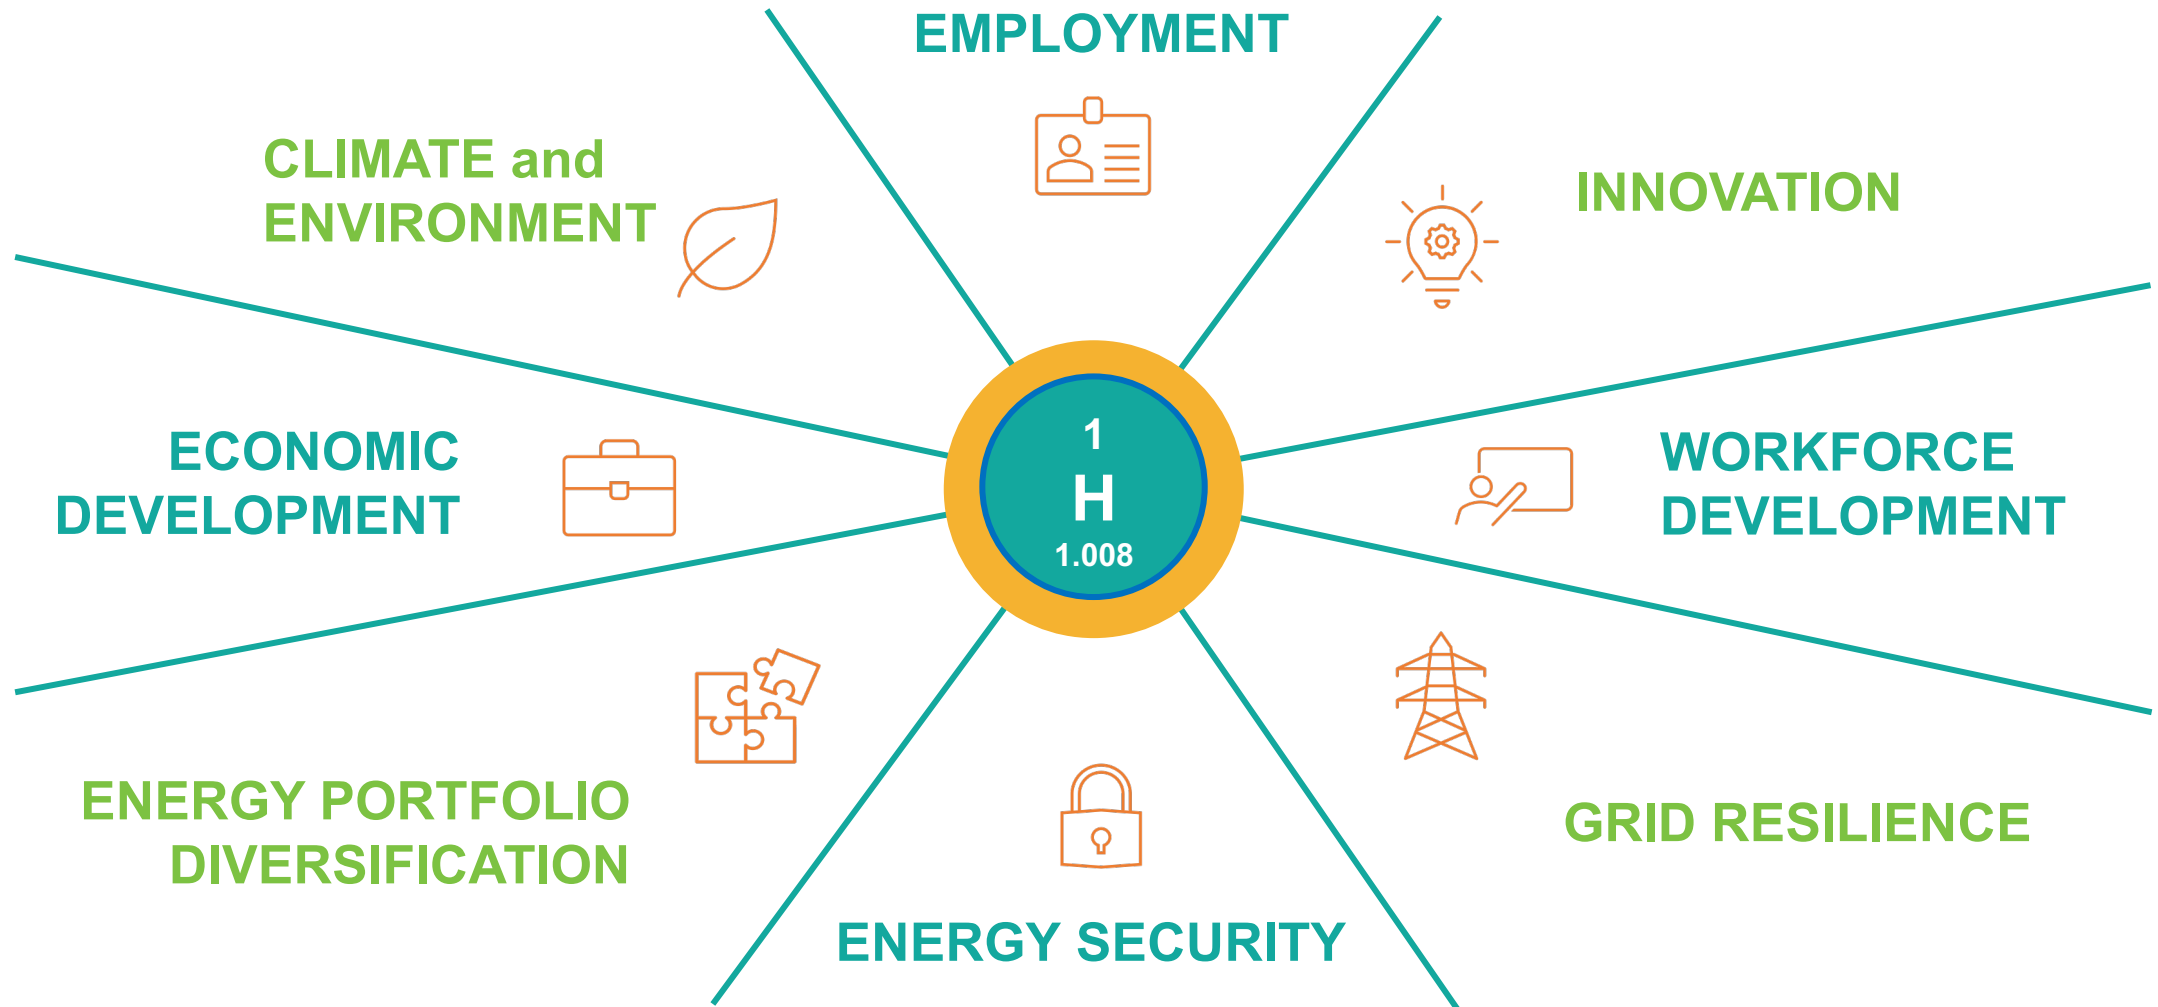 EMPLOYMENT
CLIMATE and
ENVIRONMENT
INNOVATION
ECONOMIC
DEVELOPMENT
1
H
1.008
WORKFORCE
DEVELOPMENT
ENERGY PORTFOLIO
DIVERSIFICATION
GRID RESILIENCE
ENERGY SECURITY